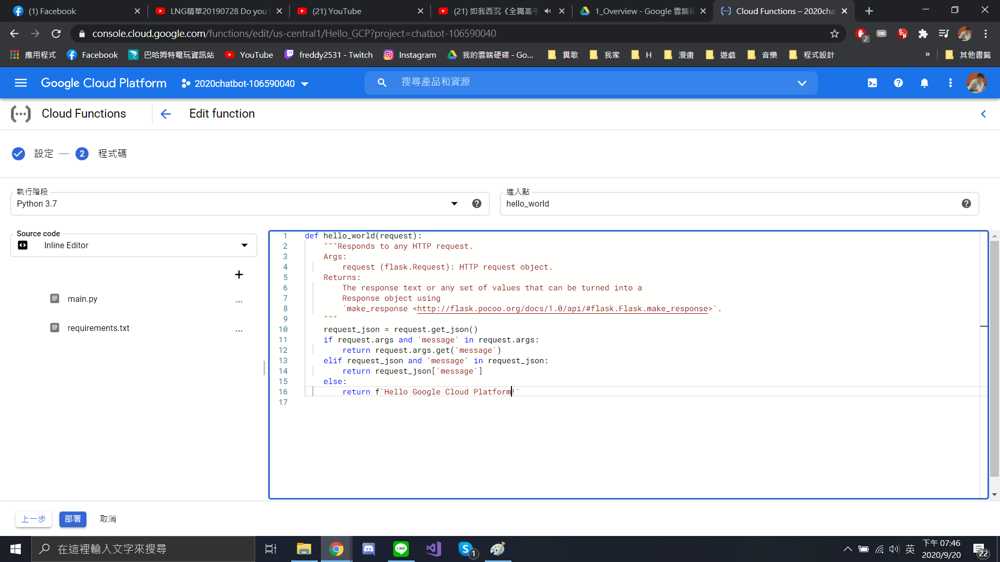 (1) Facebook
LNG精華20190728 Do you
(21) YouTube
(21) 如我西沉《全職高手
1_Overview - Google 雲端硬
Cloud Functions – 2020cha
console.cloud.google.com/functions/edit/us-central1/Hello_GCP?project=chatbot-106590040
2
應用程式
Facebook
巴哈姆特電玩資訊站
YouTube
freddy2531 - Twitch
Instagram
我的雲端硬碟 - Go...
糞歌
我家
H
漫畫
遊戲
音樂
程式設計
»
其他書籤
Google Cloud Platform
2020chatbot-106590040
搜尋產品和資源
Cloud Functions
Edit function
設定
2
程式碼
執行階段
Python 3.7
進入點
hello_world
Source code
Inline Editor
main.py
...
requirements.txt
...
1 def hello_world(request):
2 """Responds to any HTTP request.
3 Args:
4 request (flask.Request): HTTP request object.
5 Returns:
6 The response text or any set of values that can be turned into a
7 Response object using
8 `make_response <http://flask.pocoo.org/docs/1.0/api/#flask.Flask.make_response>`.
9 """
10 request_json = request.get_json()
11 if request.args and 'message' in request.args:
12 return request.args.get('message')
13 elif request_json and 'message' in request_json:
14 return request_json['message']
15 else:
16 return f'Hello Google Cloud Platform!'
17
上一步
部署
取消
在這裡輸入文字來搜尋
LINE
1
英
下午 07:46
2020/9/20
22